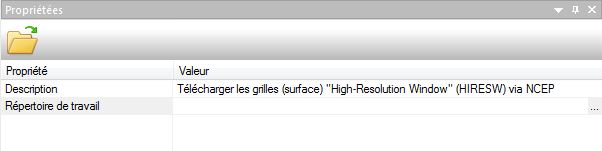 Propriétées
Propriété Valeur
Description Télécharger les grilles (surface) "High-Resolution Window" (HIRESW) via NCEP
Répertoire de travail ...